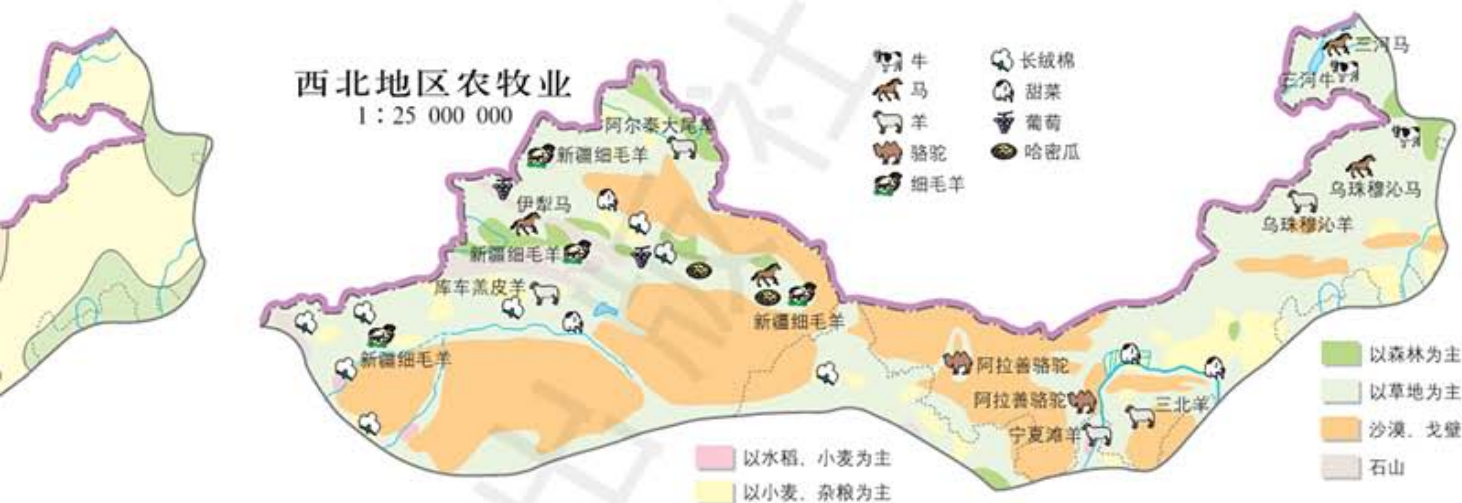 西北地区农牧业
1：25 000 000
牛
马
羊
骆驼
细毛羊
长绒棉
甜菜
葡萄
哈密瓜
三河马
三河牛
阿尔泰大尾羊
新疆细毛羊
伊犁马
乌珠穆沁马
乌珠穆沁羊
新疆细毛羊
库车羔皮羊
新疆细毛羊
新疆细毛羊
阿拉善骆驼
阿拉善骆驼
三北羊
宁夏滩羊
以森林为主
以草地为主
沙漠、戈壁
石山
以水稻、小麦为主
以小麦、杂粮为主